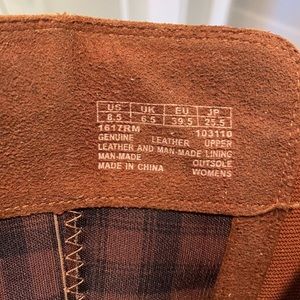 US UK EU JP
8.5 6.5 39.5 25.5
1617RM 103110
GENUINE LEATHER UPPER
LEATHER AND MAN-MADE LINING
MAN-MADE OUTSOLE
MADE IN CHINA WOMENS